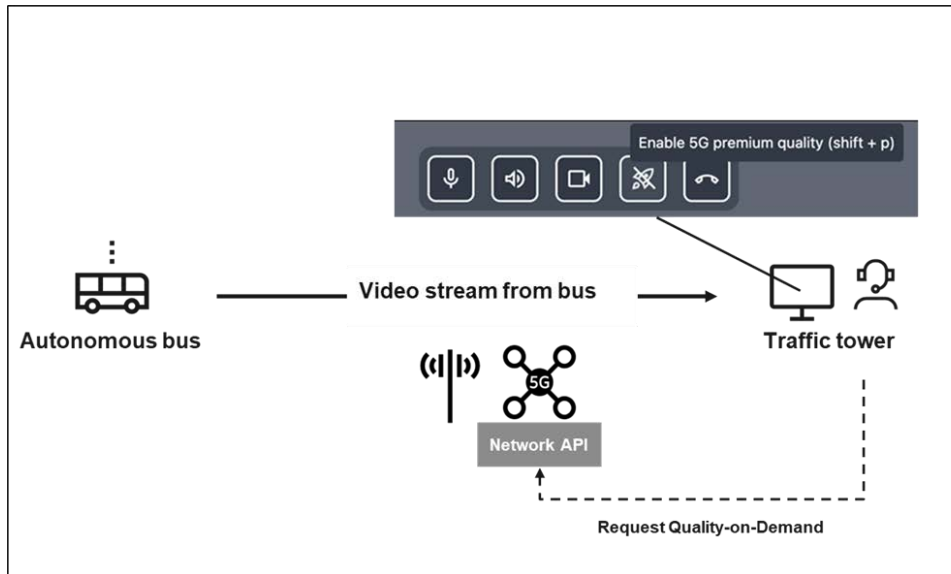 Enable 5G premium quality (shift + p)
Video stream from bus
Autonomous bus
Traffic tower
5G
Network API
Request Quality-on-Demand